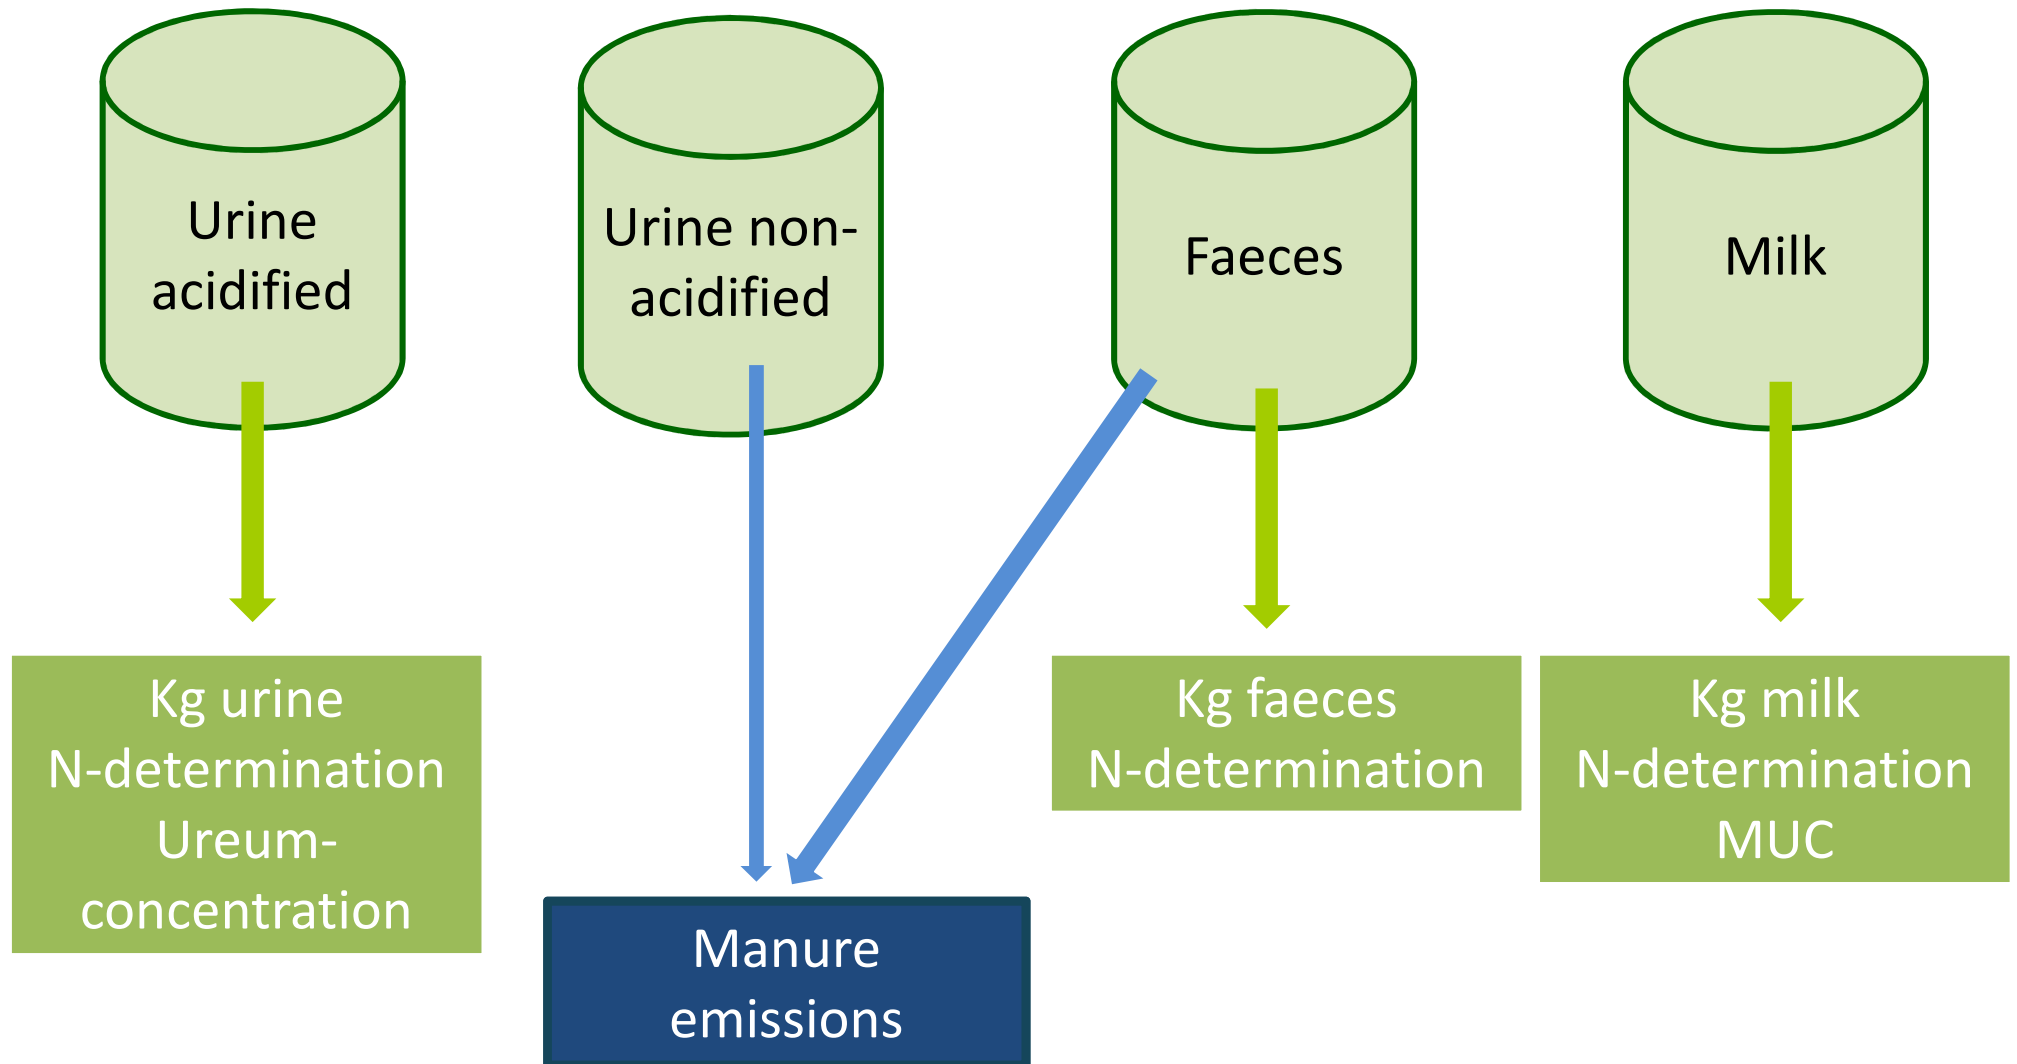 Urine
acidified
Urine non-
acidified
Faeces
Milk
Kg urine
N-determination
Ureum-
concentration
Manure
emissions
Kg faeces
N-determination
Kg milk
N-determination
MUC